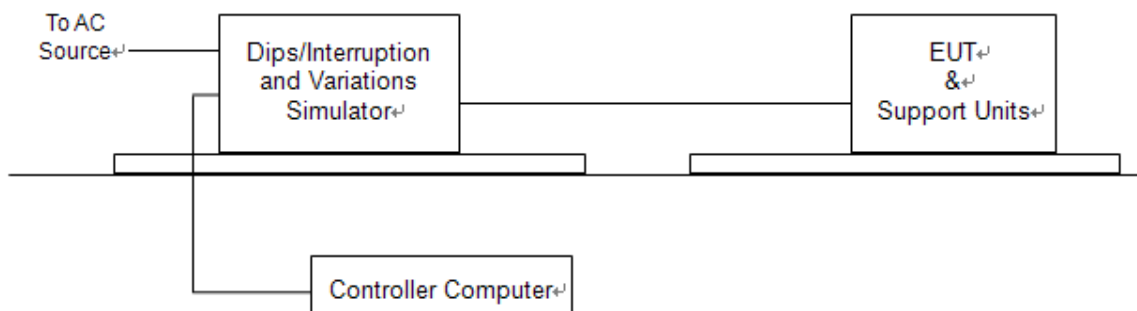 To AC
Source↵
Dips/Interruption
and Variations
Simulator↵
EUT↵
&↵
Support Units↵
Controller Computer↵